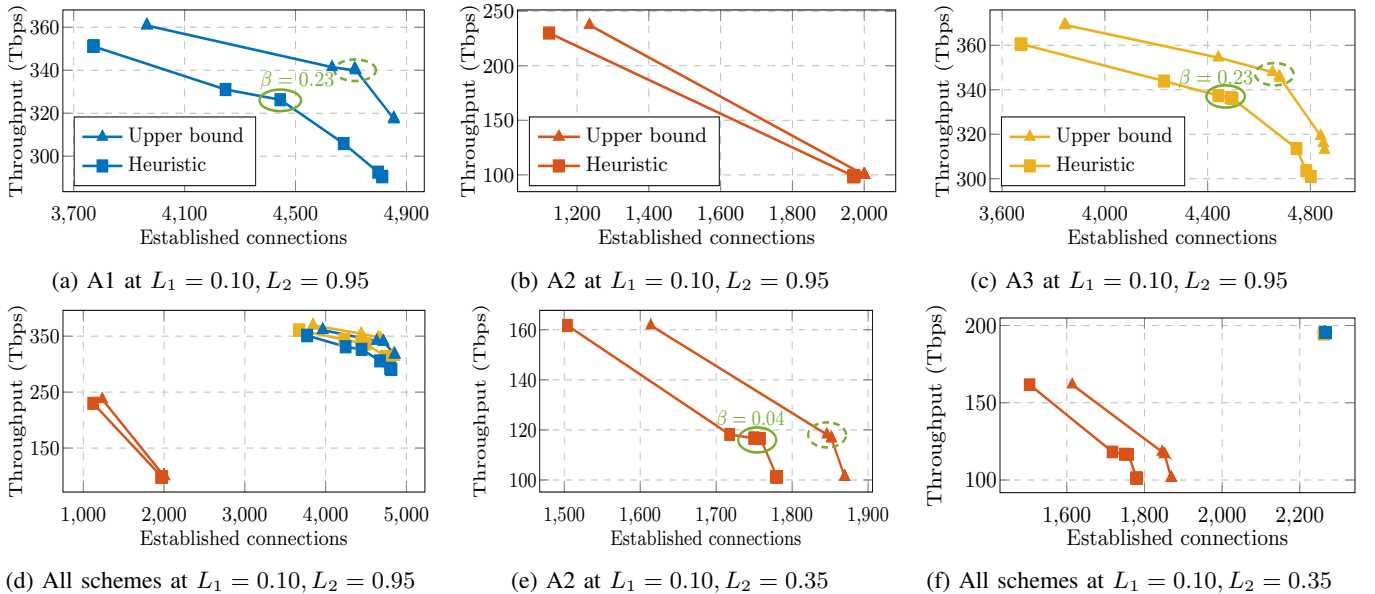 Throughput (Tbps)
360
340
320
300
β = 0.23
Upper bound
Heuristic
3,700
4,100
4,500
4,900
Established connections
(a) A1 at L₁ = 0.10, L₂ = 0.95
Throughput (Tbps)
250
200
150
100
Upper bound
Heuristic
1,200
1,400
1,600
1,800
2,000
Established connections
(b) A2 at L₁ = 0.10, L₂ = 0.95
Throughput (Tbps)
360
340
320
300
β = 0.23
Upper bound
Heuristic
3,600
4,000
4,400
4,800
Established connections
(c) A3 at L₁ = 0.10, L₂ = 0.95
Throughput (Tbps)
350
250
150
1,000
2,000
3,000
4,000
5,000
Established connections
(d) All schemes at L₁ = 0.10, L₂ = 0.95
Throughput (Tbps)
160
140
120
100
β = 0.04
1,500
1,600
1,700
1,800
1,900
Established connections
(e) A2 at L₁ = 0.10, L₂ = 0.35
Throughput (Tbps)
200
150
100
1,600
1,800
2,000
2,200
Established connections
(f) All schemes at L₁ = 0.10, L₂ = 0.35